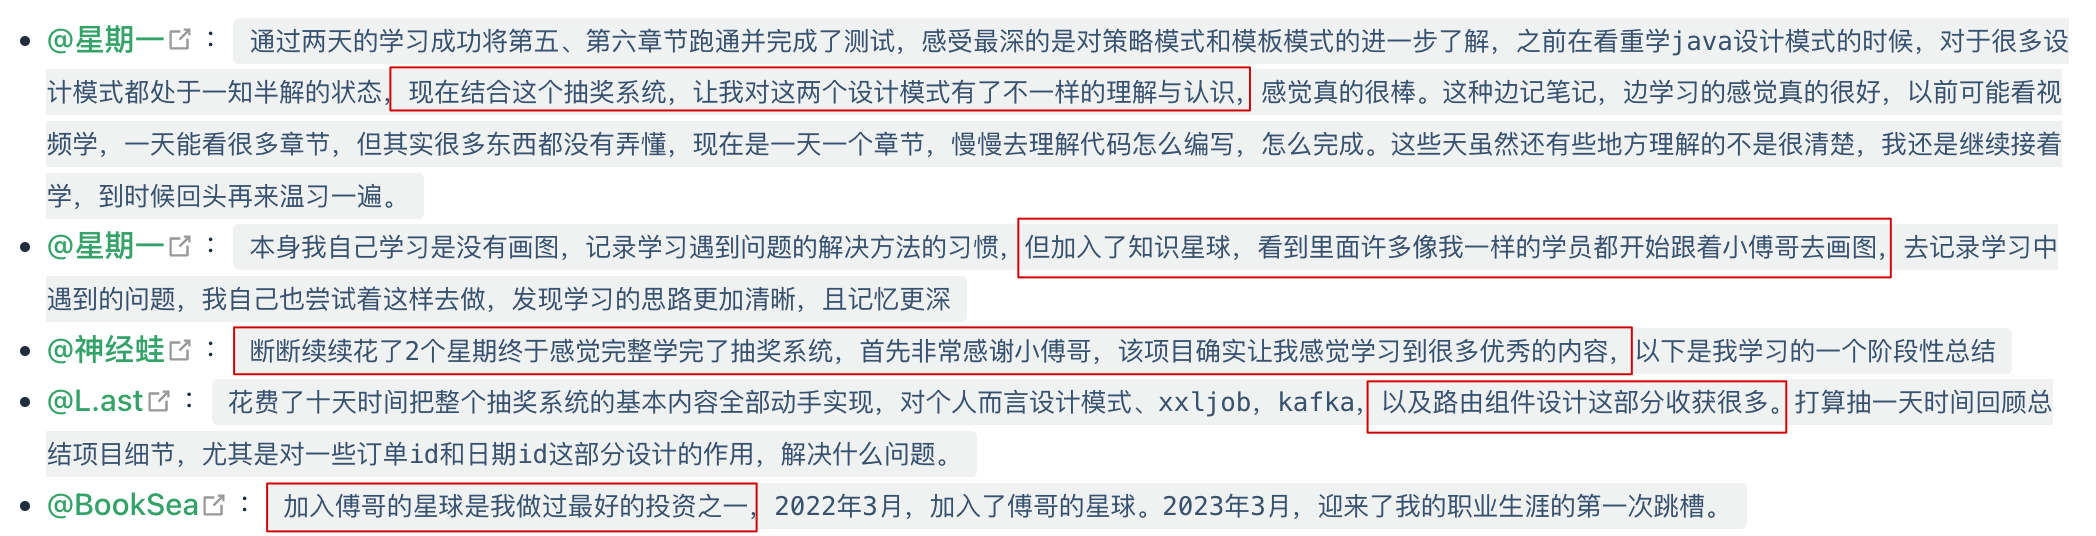 @星期一： 通过两天的学习成功将第五、第六章节跑通并完成了测试，感受最深的是对策略模式和模板模式的进一步了解，之前在看重学java设计模式的时候，对于很多设
计模式都处于一知半解的状态，现在结合这个抽奖系统，让我对这两个设计模式有了不一样的理解与认识，感觉真的很棒。这种边记笔记，边学习的感觉真的很好，以前可能看视
频学，一天能看很多章节，但其实很多东西都没有弄懂，现在是一天一个章节，慢慢去理解代码怎么编写，怎么完成。这些天虽然还有些地方理解的不是很清楚，我还是继续接着
学，到时候回头再来温习一遍。
@星期一： 本身我自己学习是没有画图，记录学习遇到问题的解决方法的习惯，但加入了知识星球，看到里面许多像我一样的学员都开始跟着小傅哥去画图，去记录学习中
遇到的问题，我自己也尝试着这样去做，发现学习的思路更加清晰，且记忆更深
@神经蛙： 断断续续花了2个星期终于感觉完整学完了抽奖系统，首先非常感谢小傅哥，该项目确实让我感觉学习到很多优秀的内容，以下是我学习的一个阶段性总结
@L.ast： 花费了十天时间把整个抽奖系统的基本内容全部动手实现，对个人而言设计模式、xxljob，kafka，以及路由组件设计这部分收获很多。打算抽一天时间回顾总
结项目细节，尤其是对一些订单id和日期id这部分设计的作用，解决什么问题。
@BookSea： 加入傅哥的星球是我做过最好的投资之一，2022年3月，加入了傅哥的星球。2023年3月，迎来了我的职业生涯的第一次跳槽。